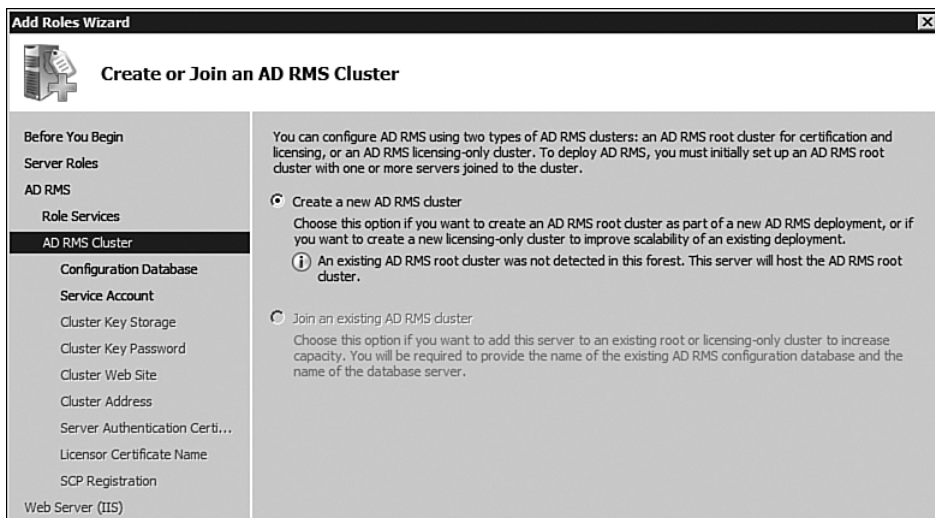 Add Roles Wizard
Create or Join an AD RMS Cluster
Before You Begin
Server Roles
AD RMS
Role Services
AD RMS Cluster
Configuration Database
Service Account
Cluster Key Storage
Cluster Key Password
Cluster Web Site
Cluster Address
Server Authentication Certi...
Licensor Certificate Name
SCP Registration
Web Server (IIS)
You can configure AD RMS using two types of AD RMS clusters: an AD RMS root cluster for certification and
licensing, or an AD RMS licensing-only cluster. To deploy AD RMS, you must initially set up an AD RMS root
cluster with one or more servers joined to the cluster.
Create a new AD RMS cluster
Choose this option if you want to create an AD RMS root cluster as part of a new AD RMS deployment, or if
you want to create a new licensing-only cluster to improve scalability of an existing deployment.
An existing AD RMS root cluster was not detected in this forest. This server will host the AD RMS root
cluster.
Join an existing AD RMS cluster
Choose this option if you want to add this server to an existing root or licensing-only cluster to increase
capacity. You will be required to provide the name of the existing AD RMS configuration database and the
name of the database server.